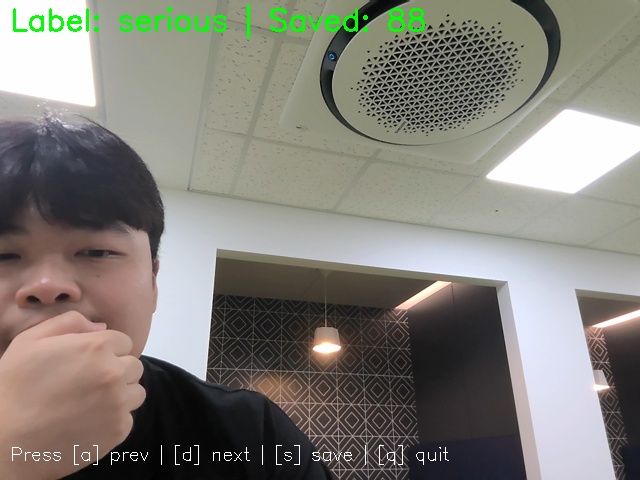 Label: serious | Saved: 88
Press [a] prev | [d] next | [s] save | [q] quit